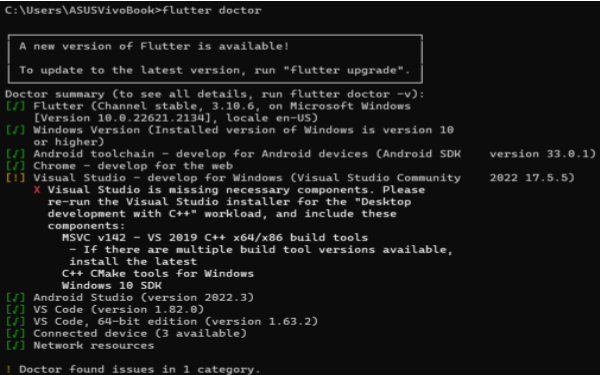 C:\Users\ASUSVivoBook>flutter doctor
A new version of Flutter is available!
To update to the latest version, run "flutter upgrade".
Doctor summary (to see all details, run flutter doctor -v):
[√] Flutter (Channel stable, 3.10.6, on Microsoft Windows
[Version 10.0.22621.2134], locale en-US)
[√] Windows Version (Installed version of Windows is version 10
or higher)
[√] Android toolchain - develop for Android devices (Android SDK version 33.0.1)
[√] Chrome - develop for the web
[!] Visual Studio - develop for Windows (Visual Studio Community 2022 17.5.5)
X Visual Studio is missing necessary components. Please
re-run the Visual Studio installer for the "Desktop
development with C++" workload, and include these
components:
MSVC v142 - VS 2019 C++ x64/x86 build tools
- If there are multiple build tool versions available,
install the latest
C++ CMake tools for Windows
Windows 10 SDK
[√] Android Studio (version 2022.3)
[√] VS Code (version 1.82.0)
[√] VS Code, 64-bit edition (version 1.63.2)
[√] Connected device (3 available)
[√] Network resources
! Doctor found issues in 1 category.